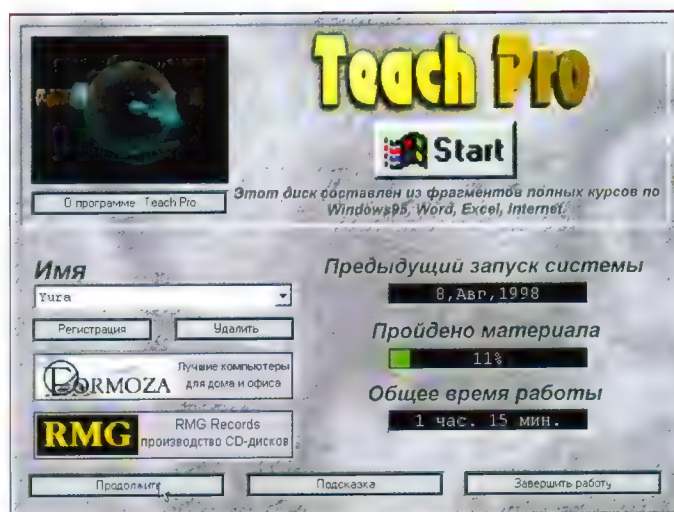 Teach Pro
Start
О программе Teach Pro
Этот диск составлен из фрагментов полных курсов по
Windows95, Word, Excel, Internet.
Имя
Yura
Регистрация
Удалить
FORMOZA
Лучшие компьютеры
для дома и офиса
RMG
RMG Records
производство CD-дисков
Предыдущий запуск системы
8,Авг,1998
Пройдено материала
11%
Общее время работы
1 час. 15 мин.
Продолжить
Подсказка
Завершить работу